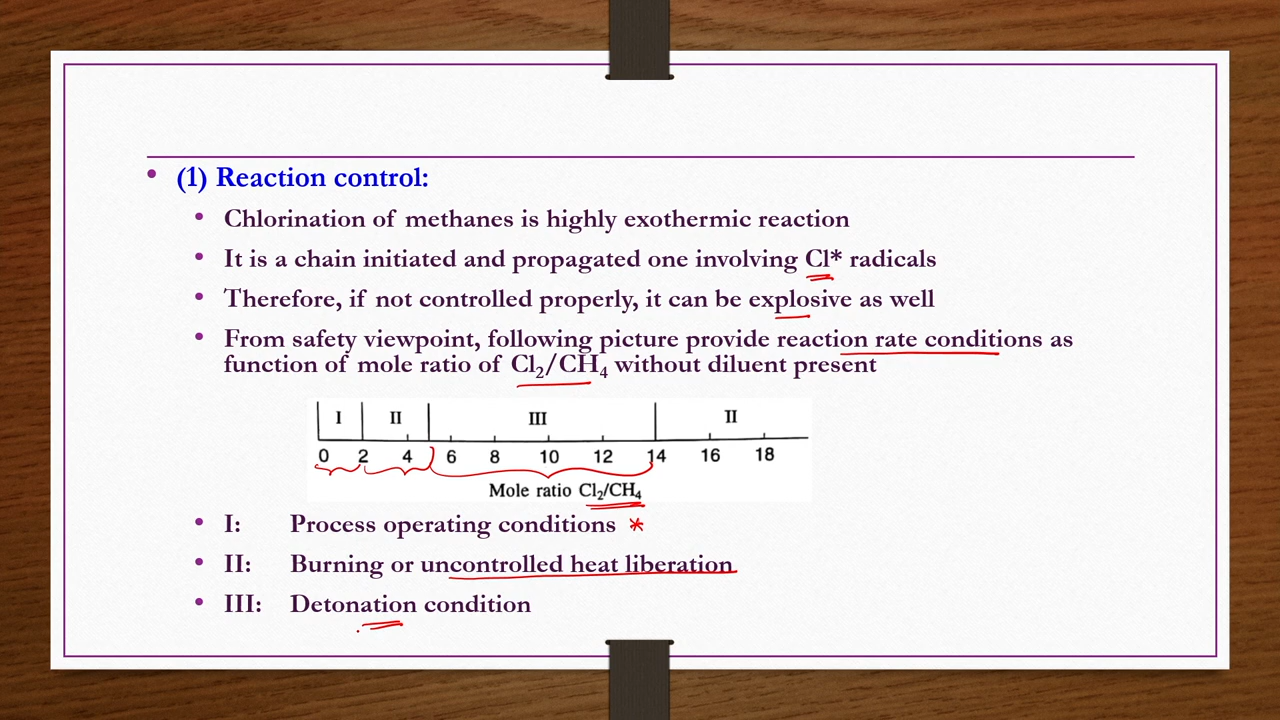 • (1) Reaction control:
• Chlorination of methanes is highly exothermic reaction
• It is a chain initiated and propagated one involving Cl* radicals
• Therefore, if not controlled properly, it can be explosive as well
• From safety viewpoint, following picture provide reaction rate conditions as
function of mole ratio of Cl₂/CH₄ without diluent present
I II III II
0 2 4 6 8 10 12 14 16 18
Mole ratio Cl₂/CH₄
• I: Process operating conditions *
• II: Burning or uncontrolled heat liberation
• III: Detonation condition